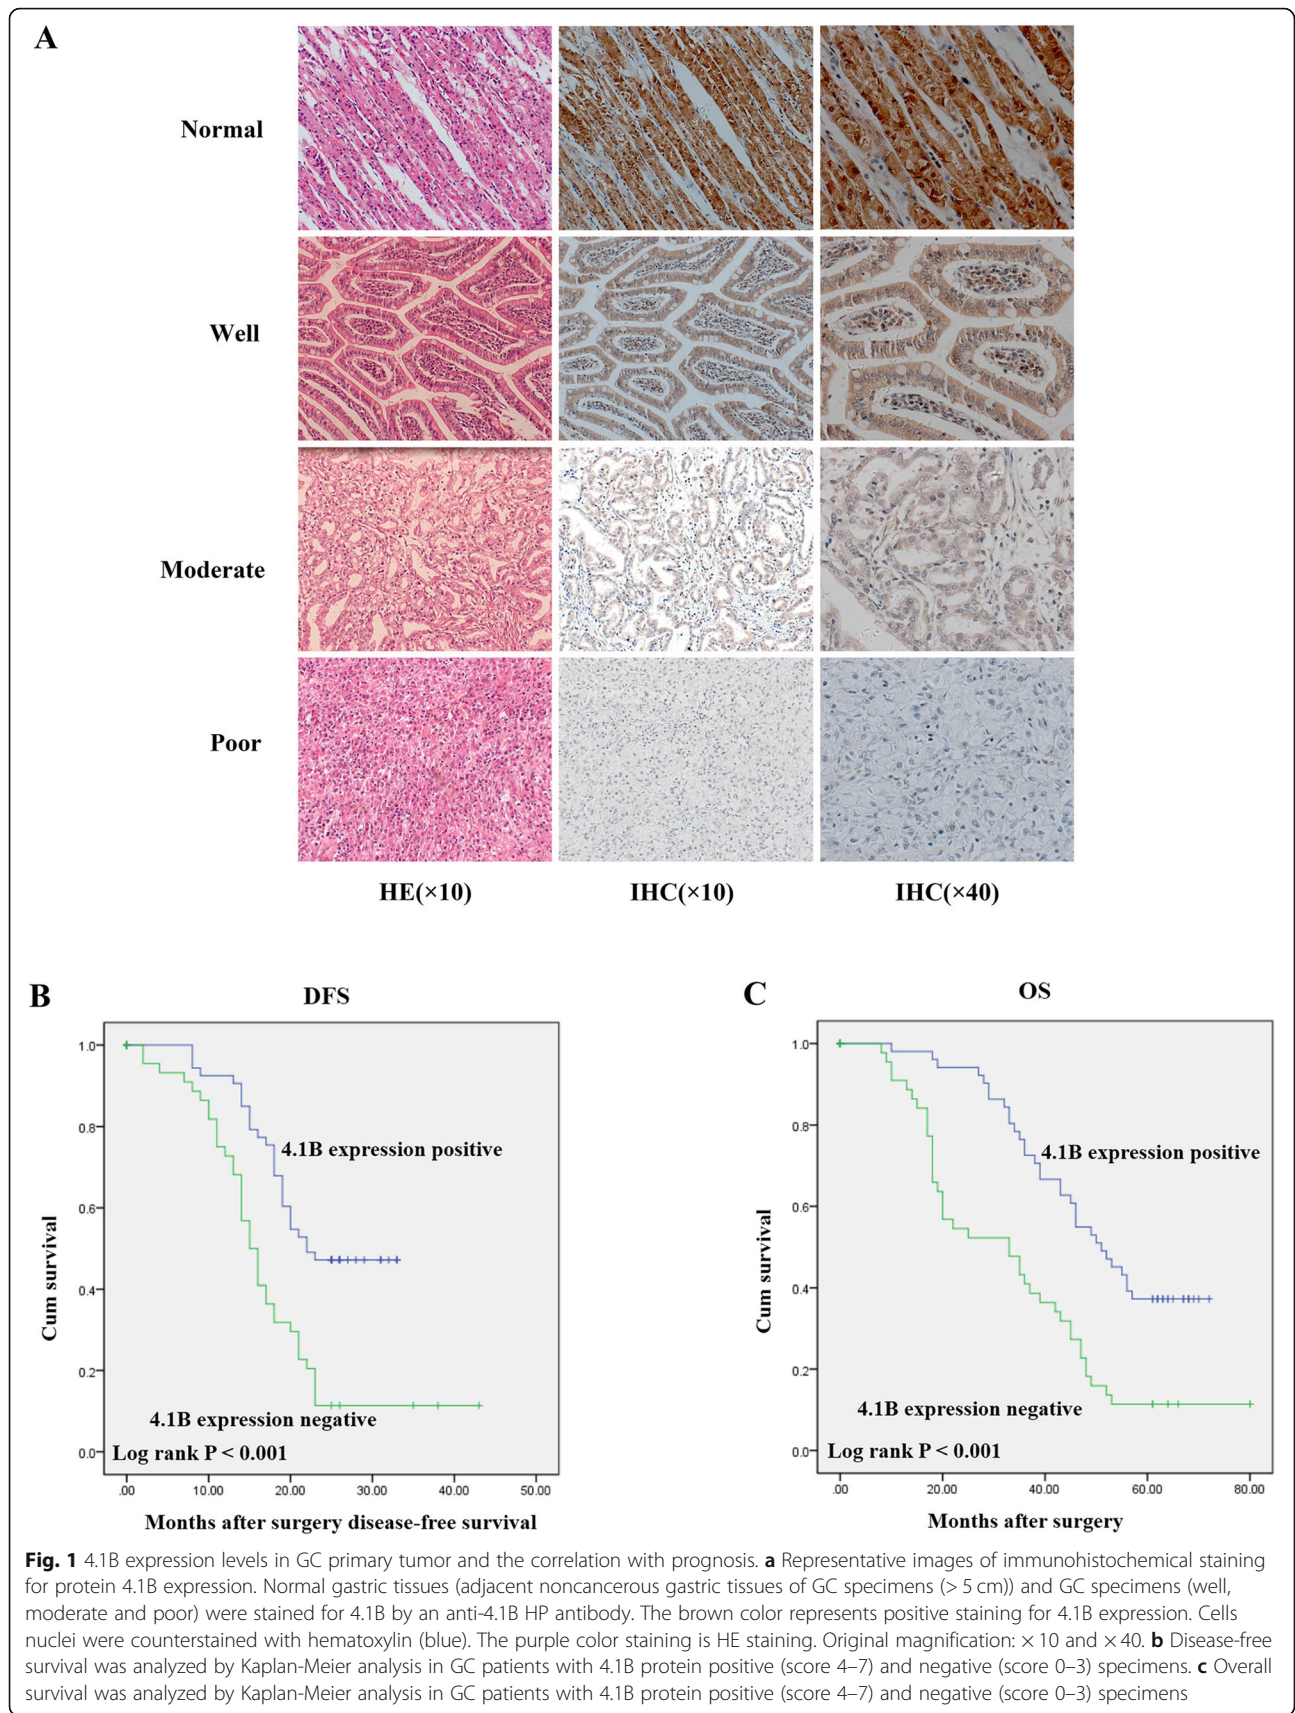 A
Normal
Well
Moderate
Poor
HE(×10)
IHC(×10)
IHC(×40)
B
DFS
1.0
0.8
0.6
0.4
0.2
0.0
Cum survival
4.1B expression positive
4.1B expression negative
Log rank P < 0.001
.00
10.00
20.00
30.00
40.00
50.00
Months after surgery disease-free survival
C
OS
1.0
0.8
0.6
0.4
0.2
0.0
Cum survival
4.1B expression positive
4.1B expression negative
Log rank P < 0.001
.00
20.00
40.00
60.00
80.00
Months after surgery
Fig. 1 4.1B expression levels in GC primary tumor and the correlation with prognosis. a Representative images of immunohistochemical staining
for protein 4.1B expression. Normal gastric tissues (adjacent noncancerous gastric tissues of GC specimens (> 5 cm)) and GC specimens (well,
moderate and poor) were stained for 4.1B by an anti-4.1B HP antibody. The brown color represents positive staining for 4.1B expression. Cells
nuclei were counterstained with hematoxylin (blue). The purple color staining is HE staining. Original magnification: × 10 and × 40. b Disease-free
survival was analyzed by Kaplan-Meier analysis in GC patients with 4.1B protein positive (score 4–7) and negative (score 0–3) specimens. c Overall
survival was analyzed by Kaplan-Meier analysis in GC patients with 4.1B protein positive (score 4–7) and negative (score 0–3) specimens